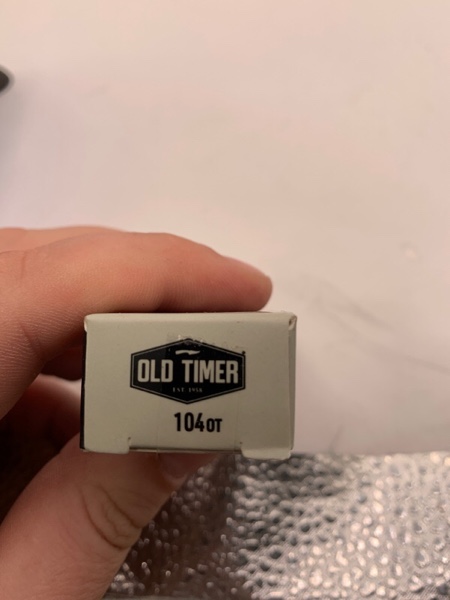 OLD TIMER
EST. 1958
104OT